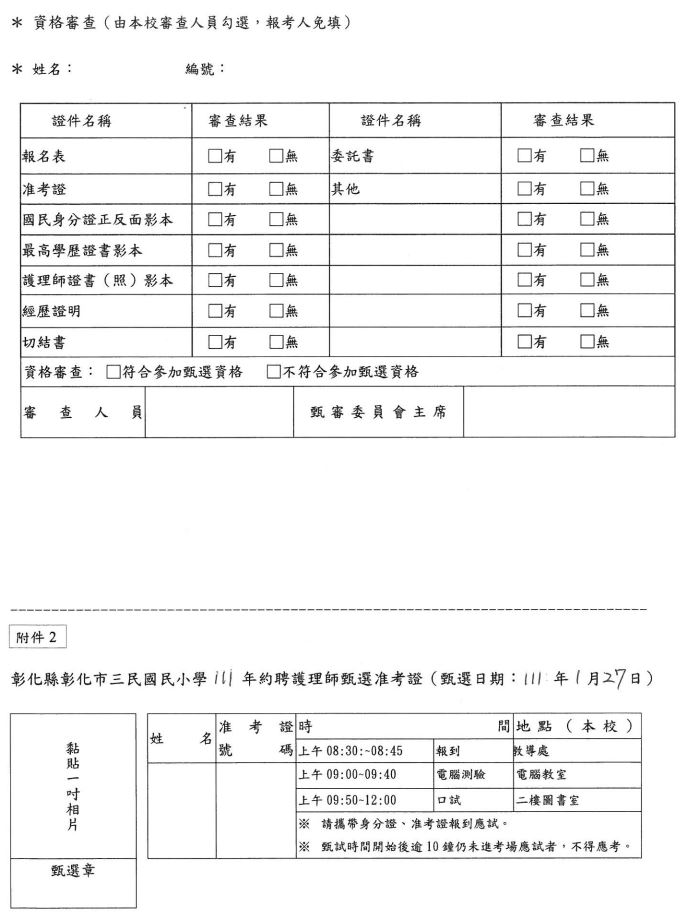 * 資格審查（由本校審查人員勾選，報考人免填）
* 姓名： 編號：
證件名稱 審查結果 證件名稱 審查結果
報名表 □有 □無 委託書 □有 □無
准考證 □有 □無 其他 □有 □無
國民身分證正反面影本 □有 □無 □有 □無
最高學歷證書影本 □有 □無 □有 □無
護理師證書（照）影本 □有 □無 □有 □無
經歷證明 □有 □無 □有 □無
切結書 □有 □無 □有 □無
資格審查： □符合參加甄選資格 □不符合參加甄選資格
審查人員 甄審委員會主席
附件 2
彰化縣彰化市三民國民小學 111 年約聘護理師甄選准考證（甄選日期：111 年 1 月 27 日）
黏貼一吋相片
甄選章
姓名 准考證號碼 時間 地點（本校）
上午 08:30:~08:45 報到 教導處
上午 09:00~09:40 電腦測驗 電腦教室
上午 09:50~12:00 口試 二樓圖書室
※ 請攜帶身分證、准考證報到應試。
※ 甄試時間開始後逾 10 鐘仍未進考場應試者，不得應考。